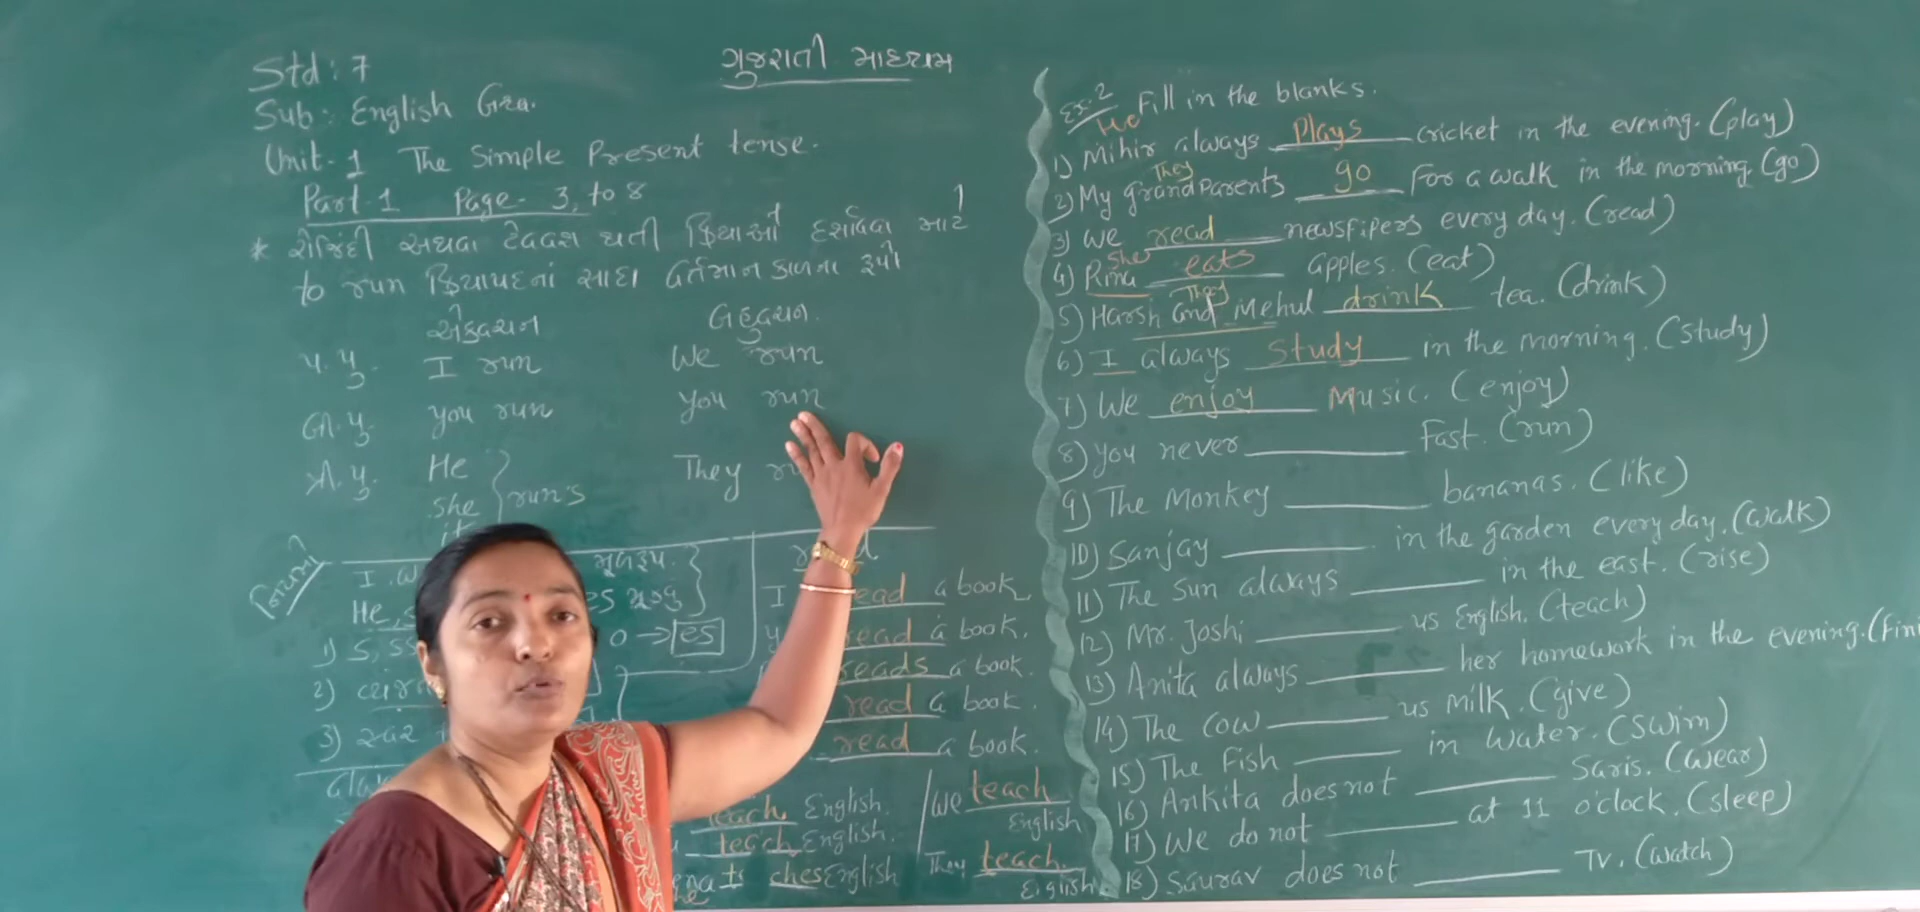 Std: 7
Sub: English Gra.
Unit-1 The Simple Present tense.
Part-1 Page- 3, to 8
ગુજરાતી માધ્યમ
* રોજિંદી અથવા ટેવવશ થતી ક્રિયાઓ દર્શાવવા માટે
to run ક્રિયાપદનાં સાદા વર્તમાન કાળના રૂપો
એકવચન બહુવચન.
પ.પુ. I run We run
બી.પુ. you run you run
ત્રી.પુ. He They
she run's
it
નિયમો
I મૂળરૂપ.
He, es
1) S, ss o → es
2)
3) સ્વર
I read a book.
read a book.
reads a book.
read a book.
read a book.
teach English.
teach English.
ches English
We teach English
They teach Eiglish.
Ex.2 Fill in the blanks.
He
1) Mihir always Plays cricket in the evening. (play)
They
2) My grandparents go For a walk in the morning. (go)
3) We read newsfipers every day. (read)
She
4) Rina eats apples. (eat)
They
5) Harsh and Mehul drink tea. (drink)
6) I always Study in the morning. (study)
7) We enjoy Music. (enjoy)
8) you never ______ Fast. (run)
9) The Monkey ______ bananas. (like)
10) Sanjay ______ in the garden every day. (walk)
11) The Sun always ______ in the east. (rise)
12) Mr. Joshi ______ us English. (teach)
13) Anita always ______ her homework in the evening. (Fini
14) The cow ______ us milk. (give)
15) The Fish ______ in water. (Swim)
16) Ankita does not ______ Saris. (wear)
17) We do not ______ at 11 o'clock. (sleep)
18) Saurav does not ______ TV. (watch)